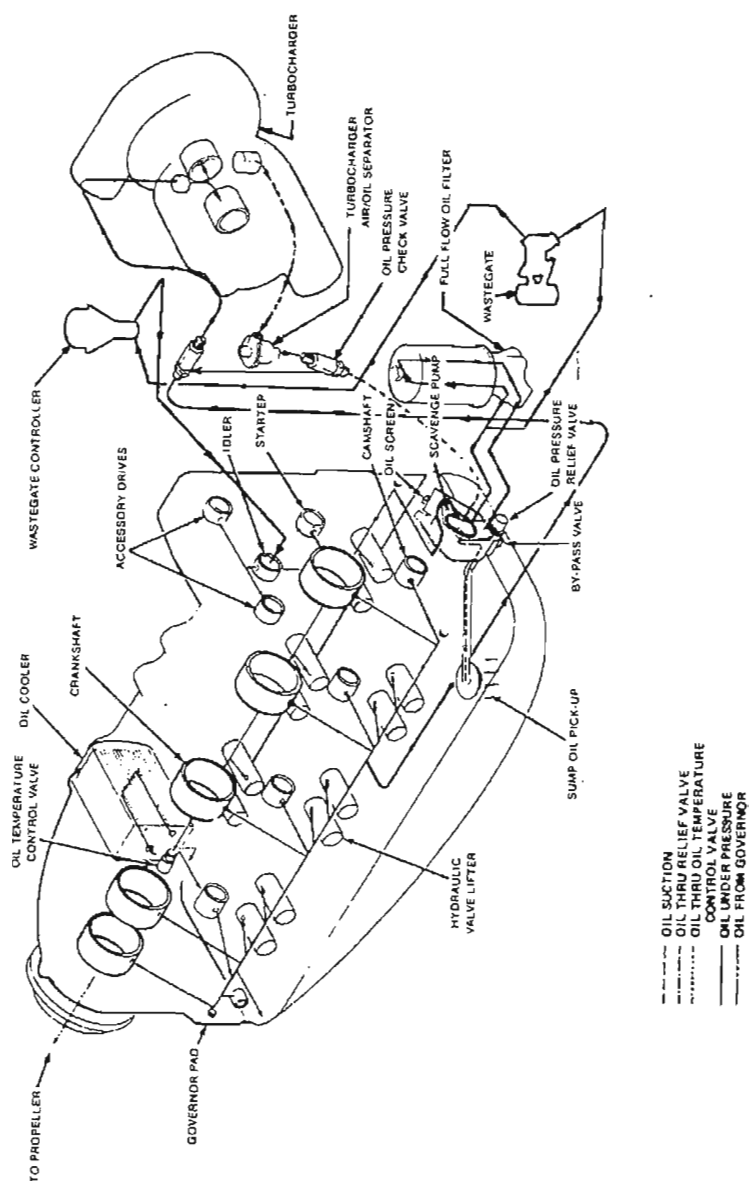 TO PROPELLER
GOVERNOR PAD
OIL TEMPERATURE
CONTROL VALVE
OIL COOLER
CRANKSHAFT
ACCESSORY DRIVES
WASTEGATE CONTROLLER
IDLER
STARTER
TURBOCHARGER
TURBOCHARGER
AIR/OIL SEPARATOR
OIL PRESSURE
CHECK VALVE
FULL FLOW OIL FILTER
WASTEGATE
CAMSHAFT
OIL SCREEN
SCAVENGE PUMP
OIL PRESSURE
RELIEF VALVE
BY-PASS VALVE
SUMP OIL PICK-UP
HYDRAULIC
VALVE LIFTER
OIL SUCTION
OIL THRU RELIEF VALVE
OIL THRU OIL TEMPERATURE
CONTROL VALVE
OIL UNDER PRESSURE
OIL FROM GOVERNOR